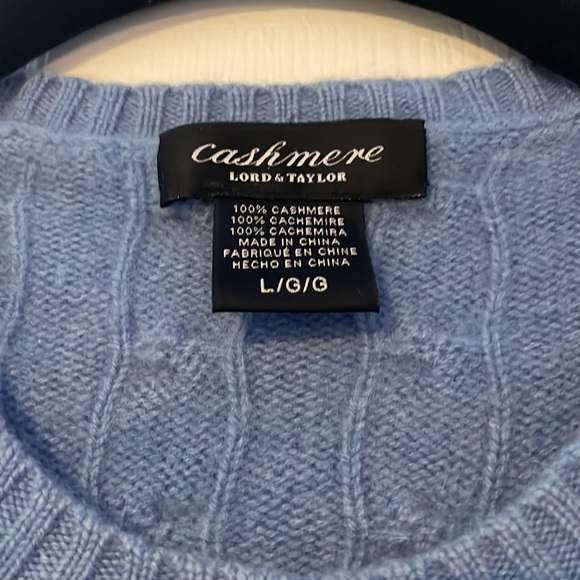 cashmere
LORD & TAYLOR
100% CASHMERE
100% CACHEMIRE
100% CACHEMIRA
MADE IN CHINA
FABRIQUÉ EN CHINE
HECHO EN CHINA
L/G/G